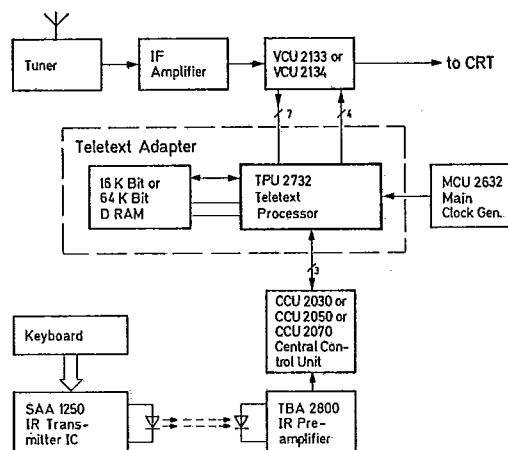 Tuner
IF
Amplifier
VCU 2133 or
VCU 2134
to CRT
7
4
Teletext Adapter
16 K Bit or
64 K Bit
D RAM
TPU 2732
Teletext
Processor
MCU 2632
Main
Clock Gen.
3
CCU 2030 or
CCU 2050 or
CCU 2070
Central Con-
trol Unit
Keyboard
SAA 1250
IR Trans-
mitter IC
TBA 2800
IR Pre-
amplifier